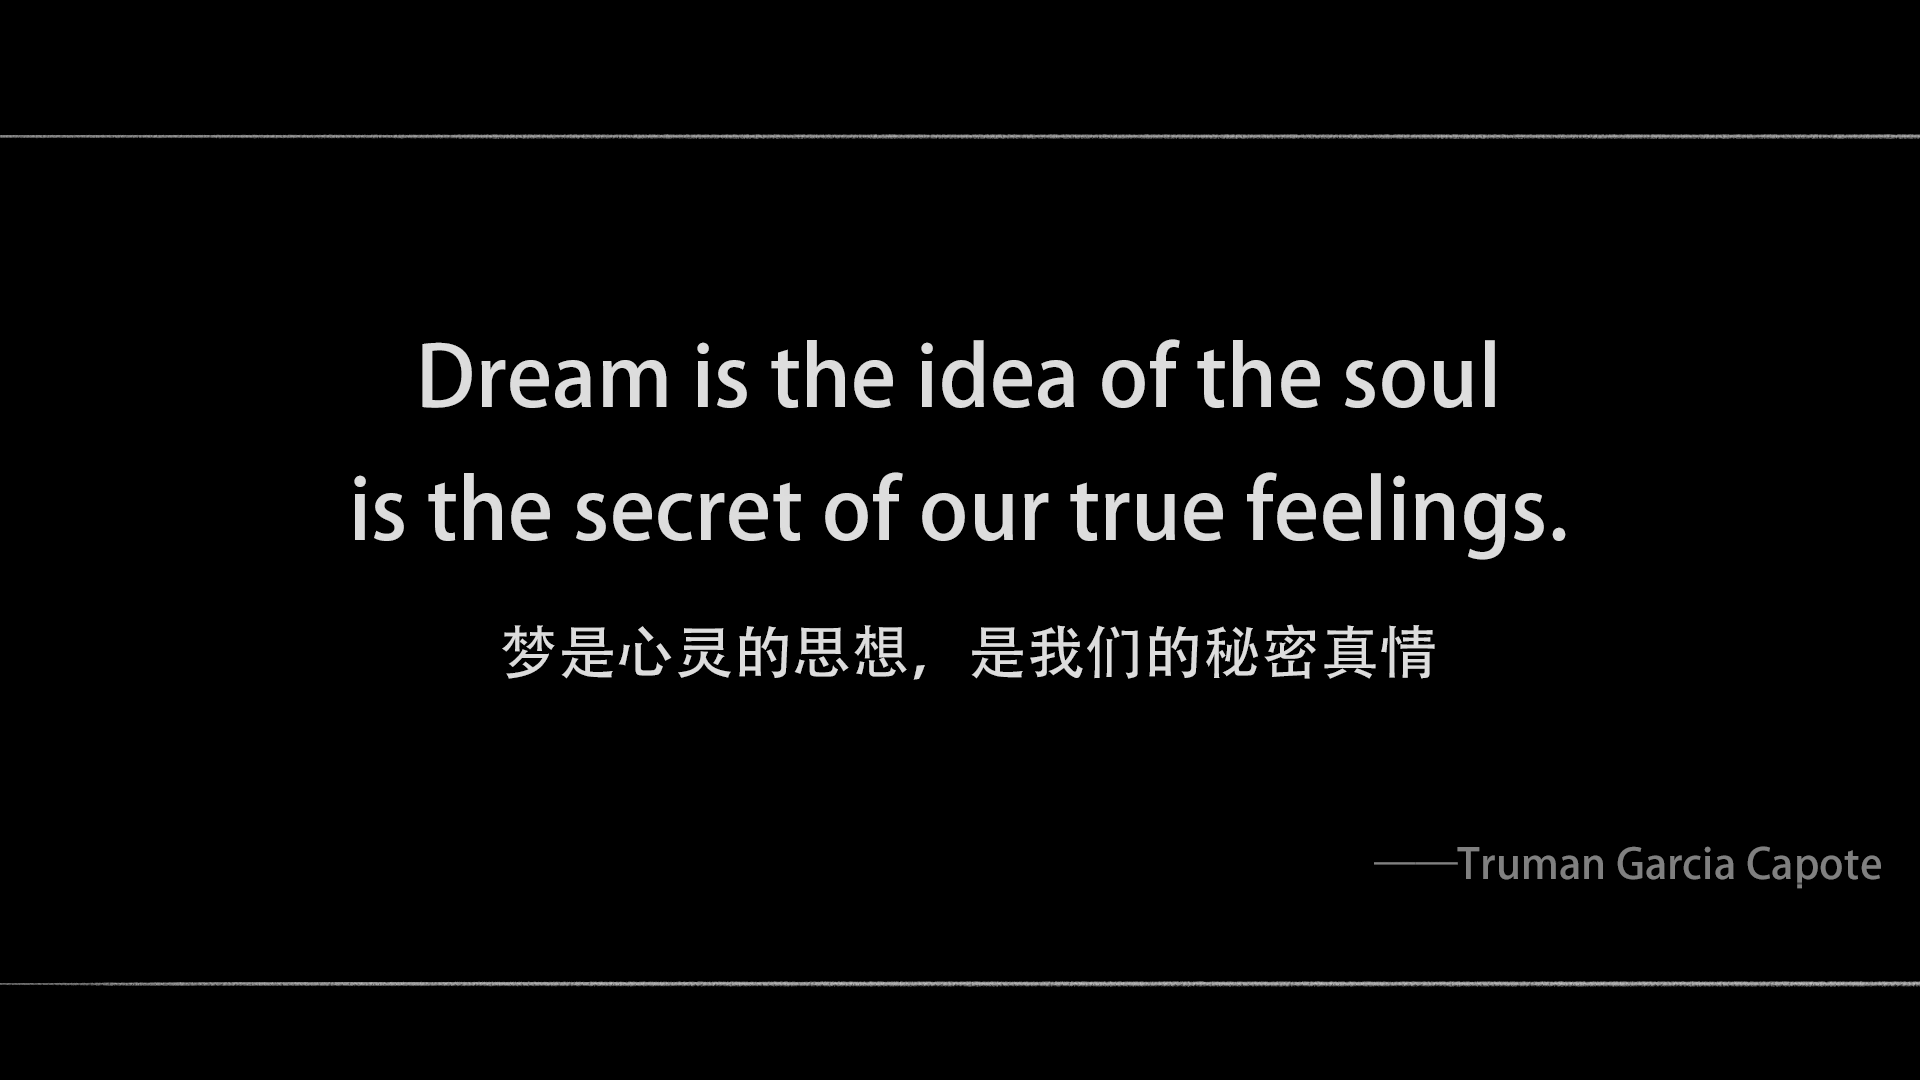 Dream is the idea of the soul
is the secret of our true feelings.
梦是心灵的思想，是我们的秘密真情
——Truman Garcia Capote